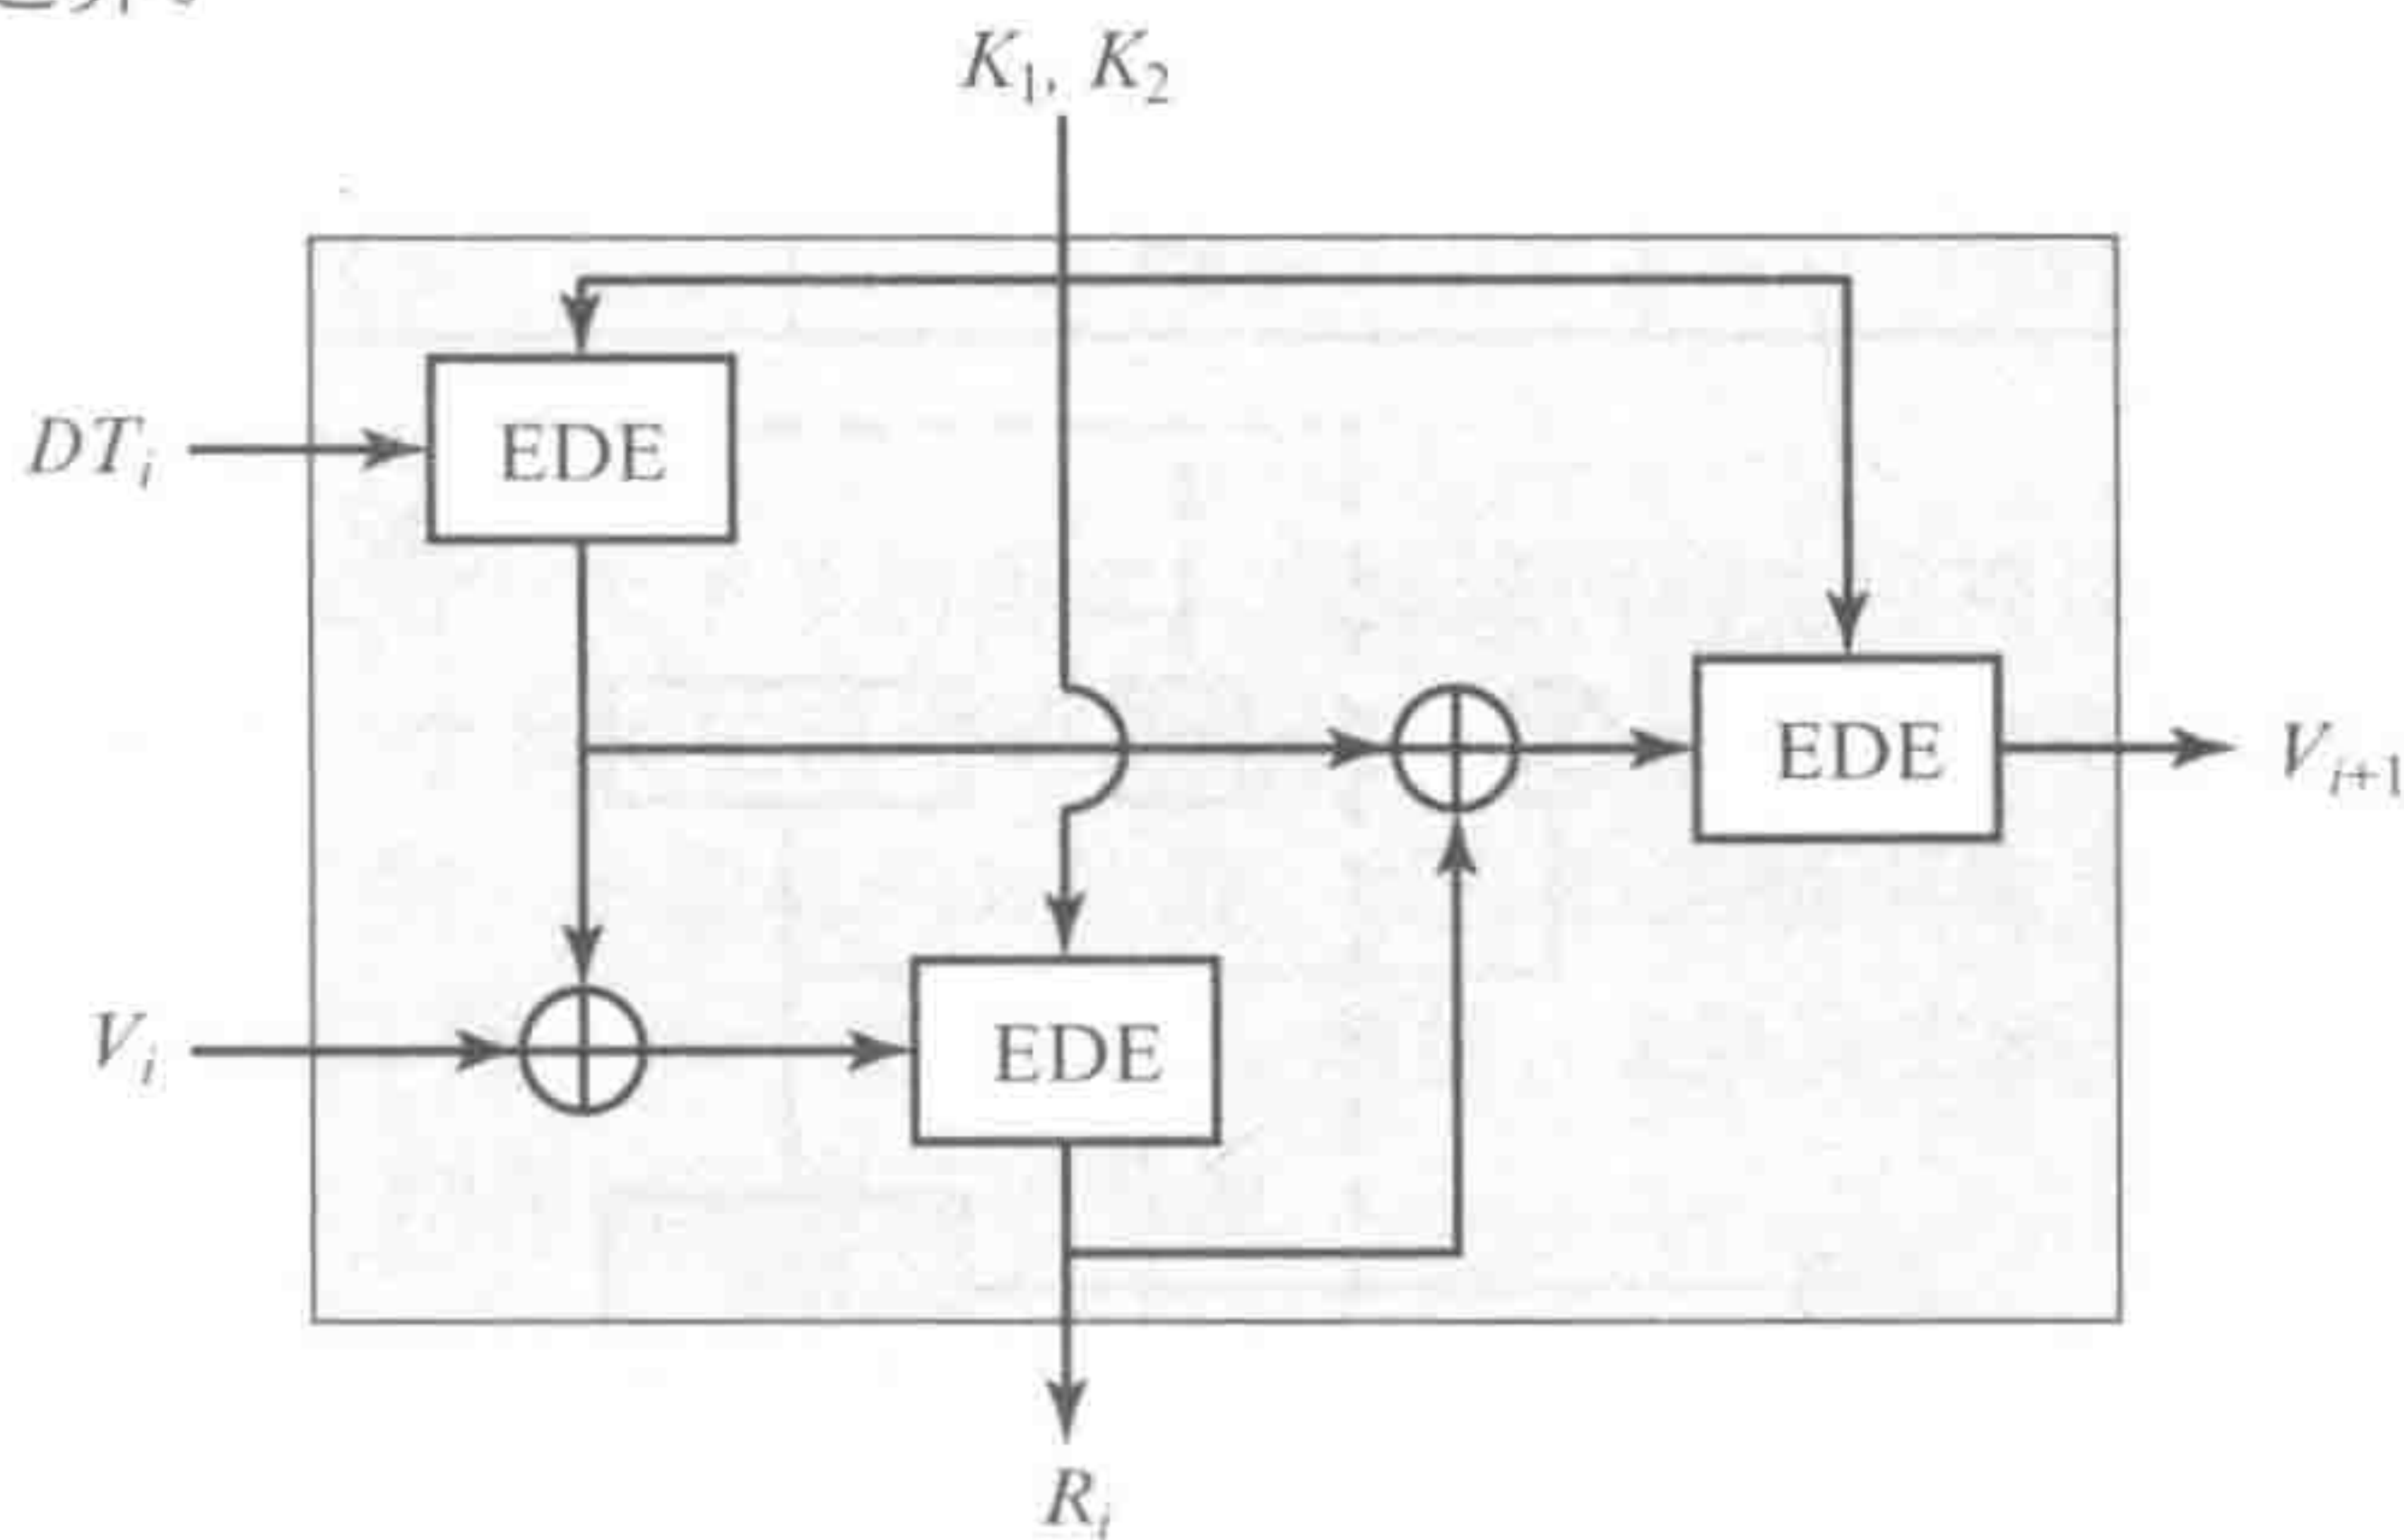 K₁, K₂
EDE
DTᵢ
EDE
Vᵢ₊₁
Vᵢ
EDE
Rᵢ